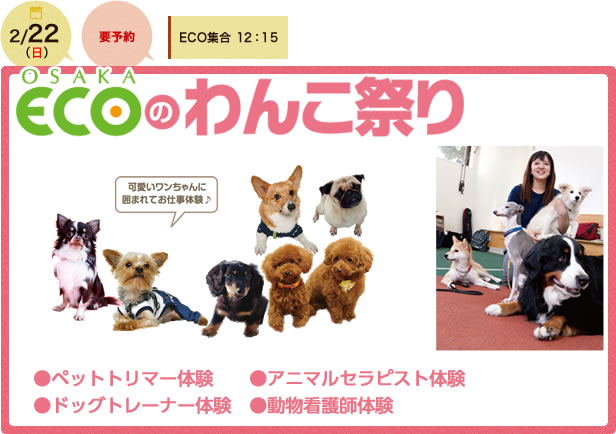 2/22
（日）
要予約
ECO集合 12：15
OSAKA
ECOのわんこ祭り
可愛いワンちゃんに
囲まれてお仕事体験♪
●ペットトリマー体験 ●アニマルセラピスト体験
●ドッグトレーナー体験 ●動物看護師体験